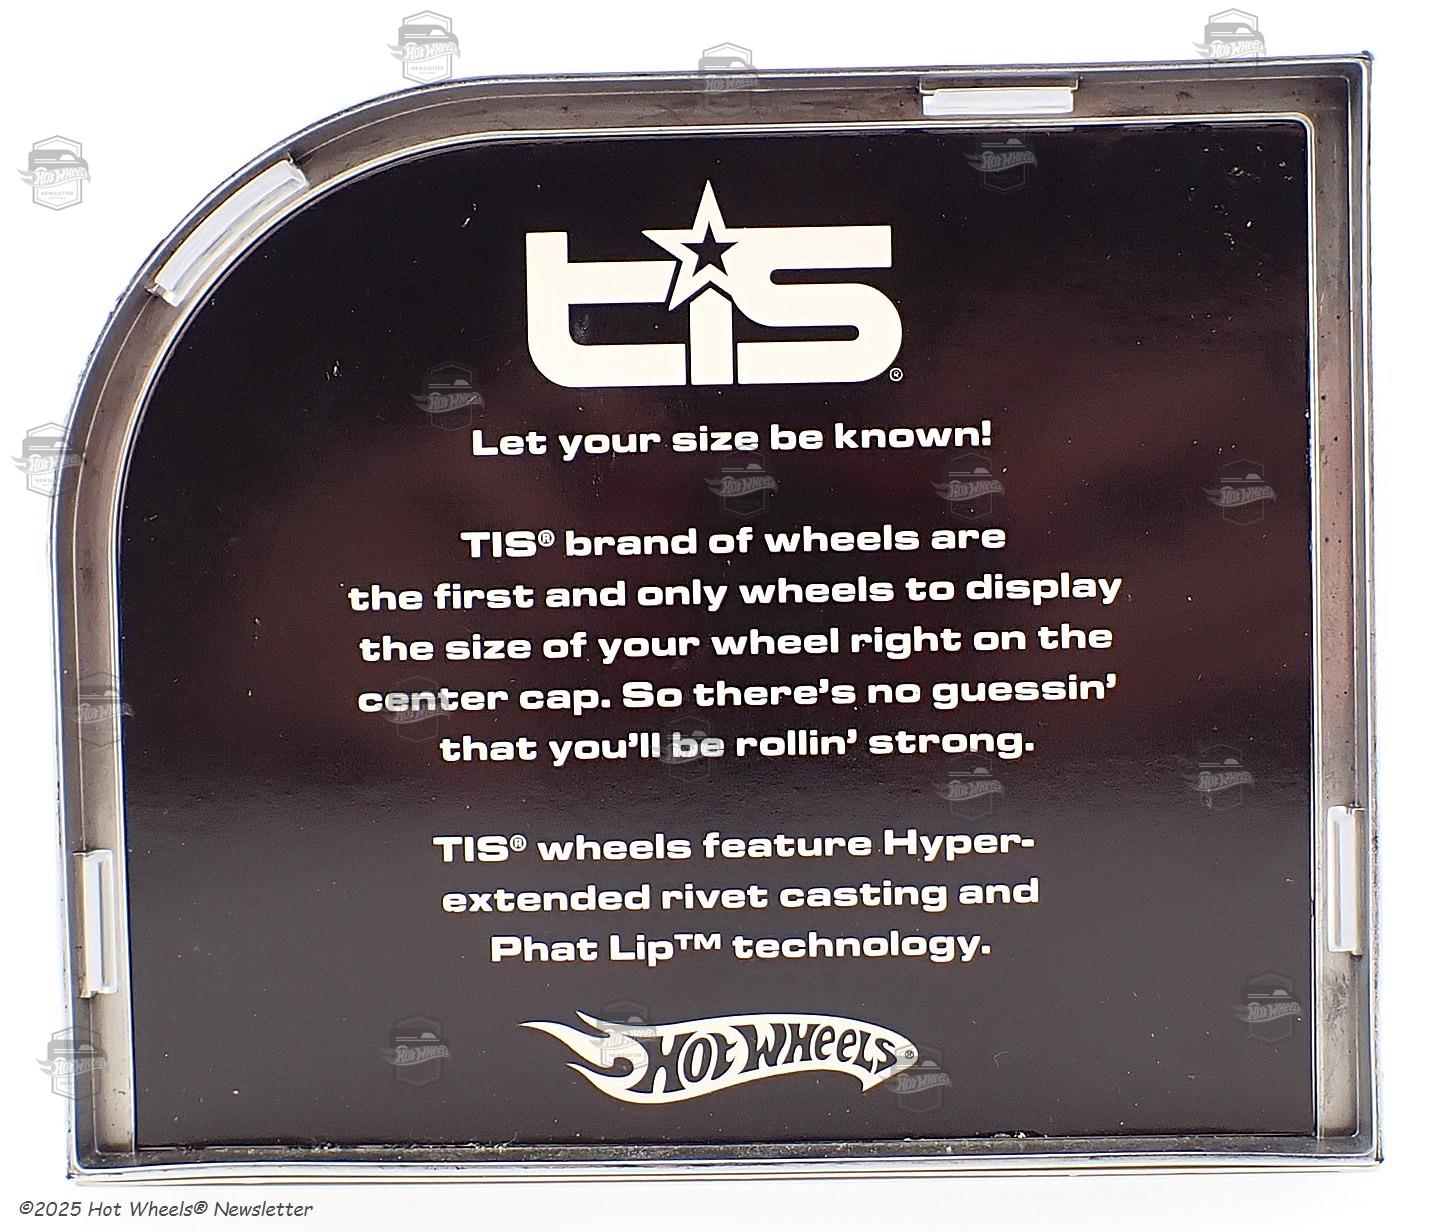 tis®
Let your size be known!
TIS® brand of wheels are
the first and only wheels to display
the size of your wheel right on the
center cap. So there's no guessin'
that you'll be rollin' strong.
TIS® wheels feature Hyper-
extended rivet casting and
Phat Lip™ technology.
HOT WHEELS®
©2025 Hot Wheels® Newsletter